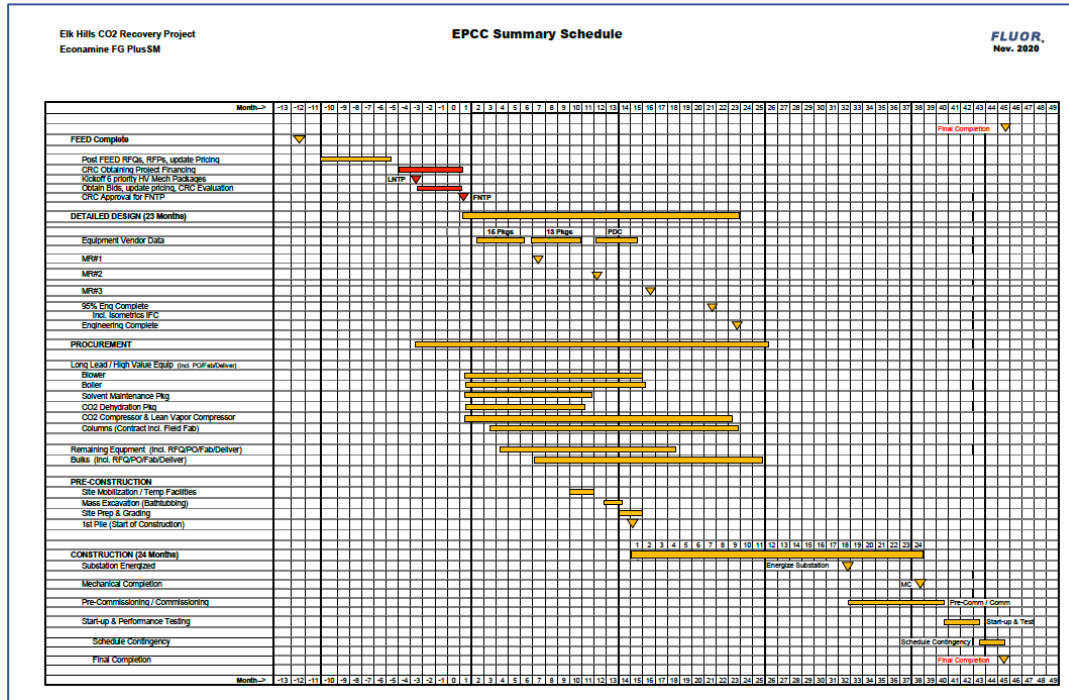 Elk Hills CO2 Recovery Project
Econamine FG PlusSM
EPCC Summary Schedule
FLUOR.
Nov. 2020
Month--> -13 -12 -11 -10 -9 -8 -7 -6 -5 -4 -3 -2 -1 0 1 2 3 4 5 6 7 8 9 10 11 12 13 14 15 16 17 18 19 20 21 22 23 24 25 26 27 28 29 30 31 32 33 34 35 36 37 38 39 40 41 42 43 44 45 46 47 48 49
Final Completion
FEED Complete
Post FEED RFQs, RFPs, update Pricing
CRC Obtaining Project Financing
Kickoff 6 priority HV Mech Packages LNTP
Obtain Bids, update pricing, CRC Evaluation
CRC Approval for FNTP FNTP
DETAILED DESIGN (23 Months)
15 Pkgs 13 Pkgs PDC
Equipment Vendor Data
MR#1
MR#2
MR#3
95% Eng Complete
Incl. Isometrics IFC
Engineering Complete
PROCUREMENT
Long Lead / High Value Equip (Incl. PO/Fab/Deliver)
Blower
Boiler
Solvent Maintenance Pkg
CO2 Dehydration Pkg
CO2 Compressor & Lean Vapor Compressor
Columns (Contract Incl. Field Fab)
Remaining Equpment (Incl. RFQ/PO/Fab/Deliver)
Bulks (Incl. RFQ/PO/Fab/Deliver)
PRE-CONSTRUCTION
Site Mobilization / Temp Facilities
Mass Excavation (Bathtubbing)
Site Prep & Grading
1st Pile (Start of Construction)
1 2 3 4 5 6 7 8 9 10 11 12 13 14 15 16 17 18 19 20 21 22 23 24
CONSTRUCTION (24 Months)
Substation Energized Energize Substation
Mechanical Completion MC
Pre-Commissioning / Commissioning Pre-Comm / Comm
Start-up & Performance Testing Start-up & Test
Schedule Contingency Schedule Contingency
Final Completion Final Completion
Month--> -13 -12 -11 -10 -9 -8 -7 -6 -5 -4 -3 -2 -1 0 1 2 3 4 5 6 7 8 9 10 11 12 13 14 15 16 17 18 19 20 21 22 23 24 25 26 27 28 29 30 31 32 33 34 35 36 37 38 39 40 41 42 43 44 45 46 47 48 49